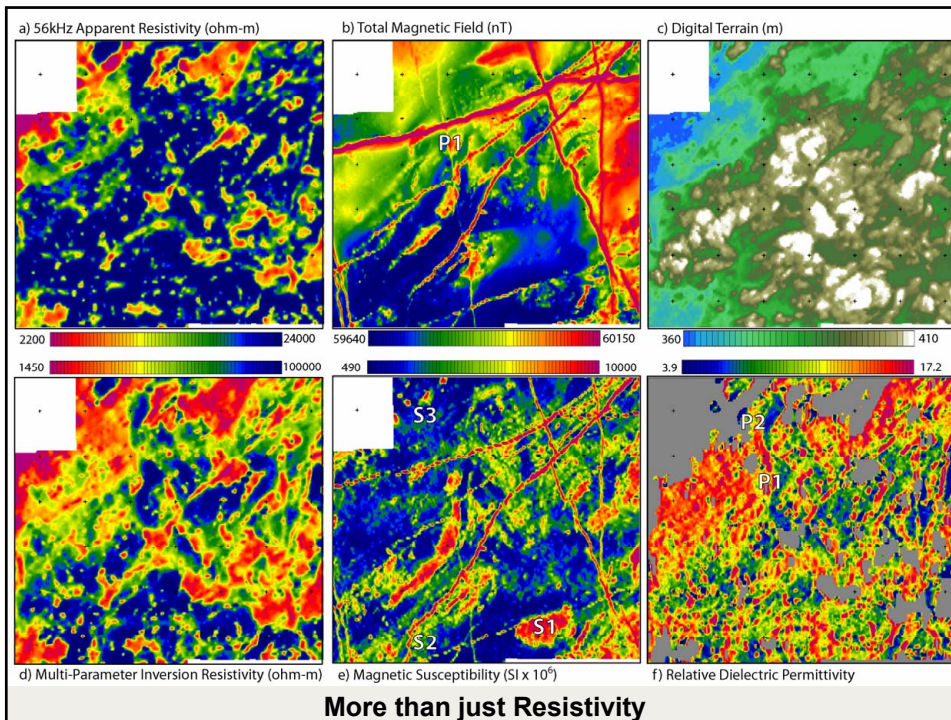 a) 56kHz Apparent Resistivity (ohm-m)
b) Total Magnetic Field (nT)
c) Digital Terrain (m)
P1
2200 24000
59640 60150
360 410
1450 100000
490 10000
3.9 17.2
S3
P2
P1
S1
S2
d) Multi-Parameter Inversion Resistivity (ohm-m)
e) Magnetic Susceptibility (SI x 10⁶)
f) Relative Dielectric Permittivity
More than just Resistivity